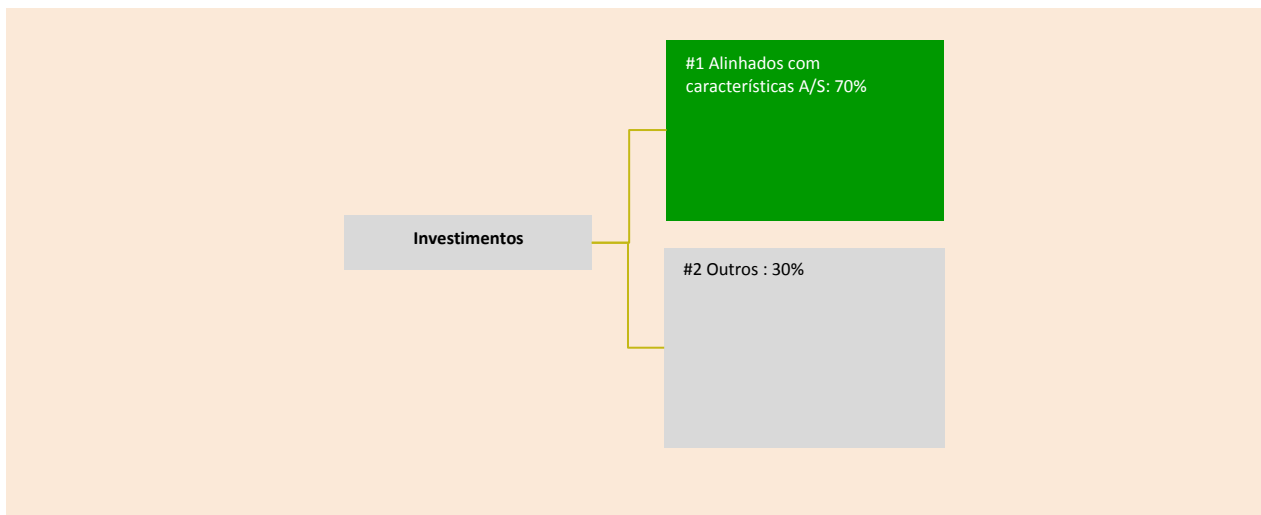 #1 Alinhados com
características A/S: 70%
Investimentos
#2 Outros : 30%